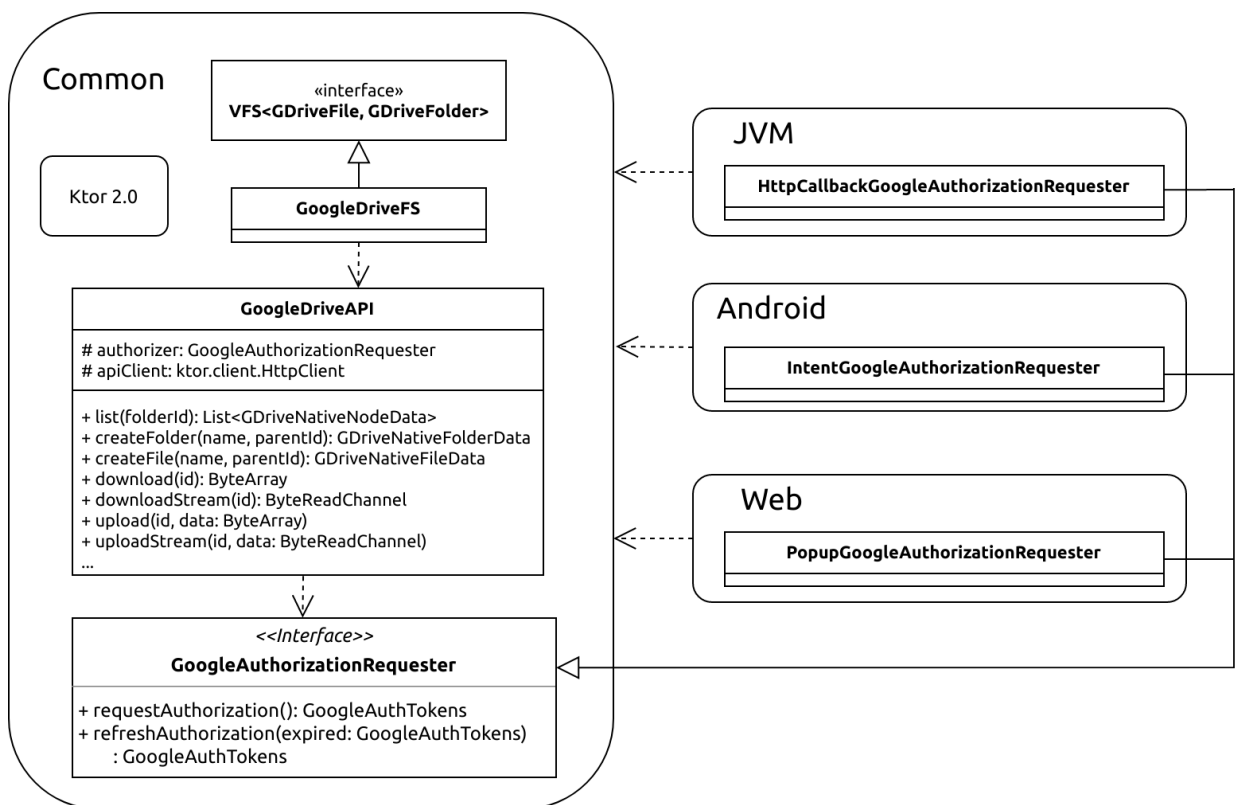 Common
«interface»
VFS<GDriveFile, GDriveFolder>
Ktor 2.0
GoogleDriveFS
GoogleDriveAPI
# authorizer: GoogleAuthorizationRequester
# apiClient: ktor.client.HttpClient
+ list(folderId): List<GDriveNativeNodeData>
+ createFolder(name, parentId): GDriveNativeFolderData
+ createFile(name, parentId): GDriveNativeFileData
+ download(id): ByteArray
+ downloadStream(id): ByteReadChannel
+ upload(id, data: ByteArray)
+ uploadStream(id, data: ByteReadChannel)
...
<<Interface>>
GoogleAuthorizationRequester
+ requestAuthorization(): GoogleAuthTokens
+ refreshAuthorization(expired: GoogleAuthTokens)
: GoogleAuthTokens
JVM
HttpCallbackGoogleAuthorizationRequester
Android
IntentGoogleAuthorizationRequester
Web
PopupGoogleAuthorizationRequester